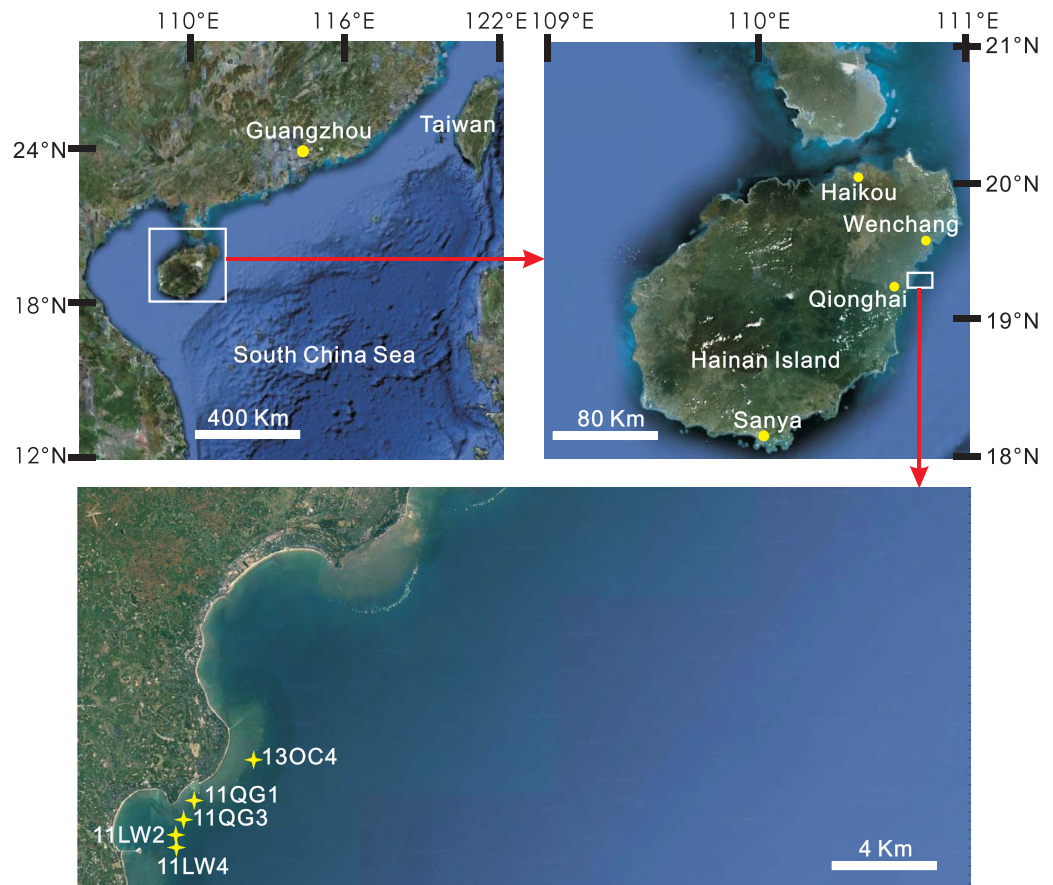 110°E 116°E 122°E 109°E 110°E 111°E
21°N
Guangzhou
Taiwan
24°N
20°N
Haikou
Wenchang
Qionghai
18°N
19°N
South China Sea
Hainan Island
400 Km
80 Km
Sanya
12°N
18°N
13OC4
11QG1
11QG3
11LW2
11LW4
4 Km